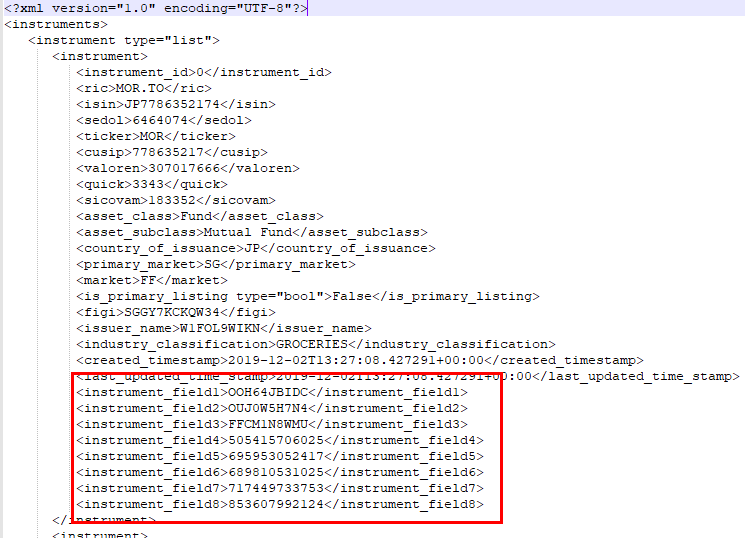 <?xml version="1.0" encoding="UTF-8"?>
<instruments>
<instrument type="list">
<instrument>
<instrument_id>0</instrument_id>
<ric>MOR.TO</ric>
<isin>JP7786352174</isin>
<sedol>6464074</sedol>
<ticker>MOR</ticker>
<cusip>778635217</cusip>
<valoren>307017666</valoren>
<quick>3343</quick>
<sicovam>183352</sicovam>
<asset_class>Fund</asset_class>
<asset_subclass>Mutual Fund</asset_subclass>
<country_of_issuance>JP</country_of_issuance>
<primary_market>SG</primary_market>
<market>FF</market>
<is_primary_listing type="bool">False</is_primary_listing>
<figi>SGGY7KCKQW34</figi>
<issuer_name>W1FOL9WIKN</issuer_name>
<industry_classification>GROCERIES</industry_classification>
<created_timestamp>2019-12-02T13:27:08.427291+00:00</created_timestamp>
<last_updated_time_stamp>2019-12-02T13:27:08.427291+00:00</last_updated_time_stamp>
<instrument_field1>OOH64JBIDC</instrument_field1>
<instrument_field2>OUJ0W5H7N4</instrument_field2>
<instrument_field3>FFCM1N8WMU</instrument_field3>
<instrument_field4>505415706025</instrument_field4>
<instrument_field5>695953052417</instrument_field5>
<instrument_field6>689810531025</instrument_field6>
<instrument_field7>717449733753</instrument_field7>
<instrument_field8>853607992124</instrument_field8>
</instrument>
<instrument>